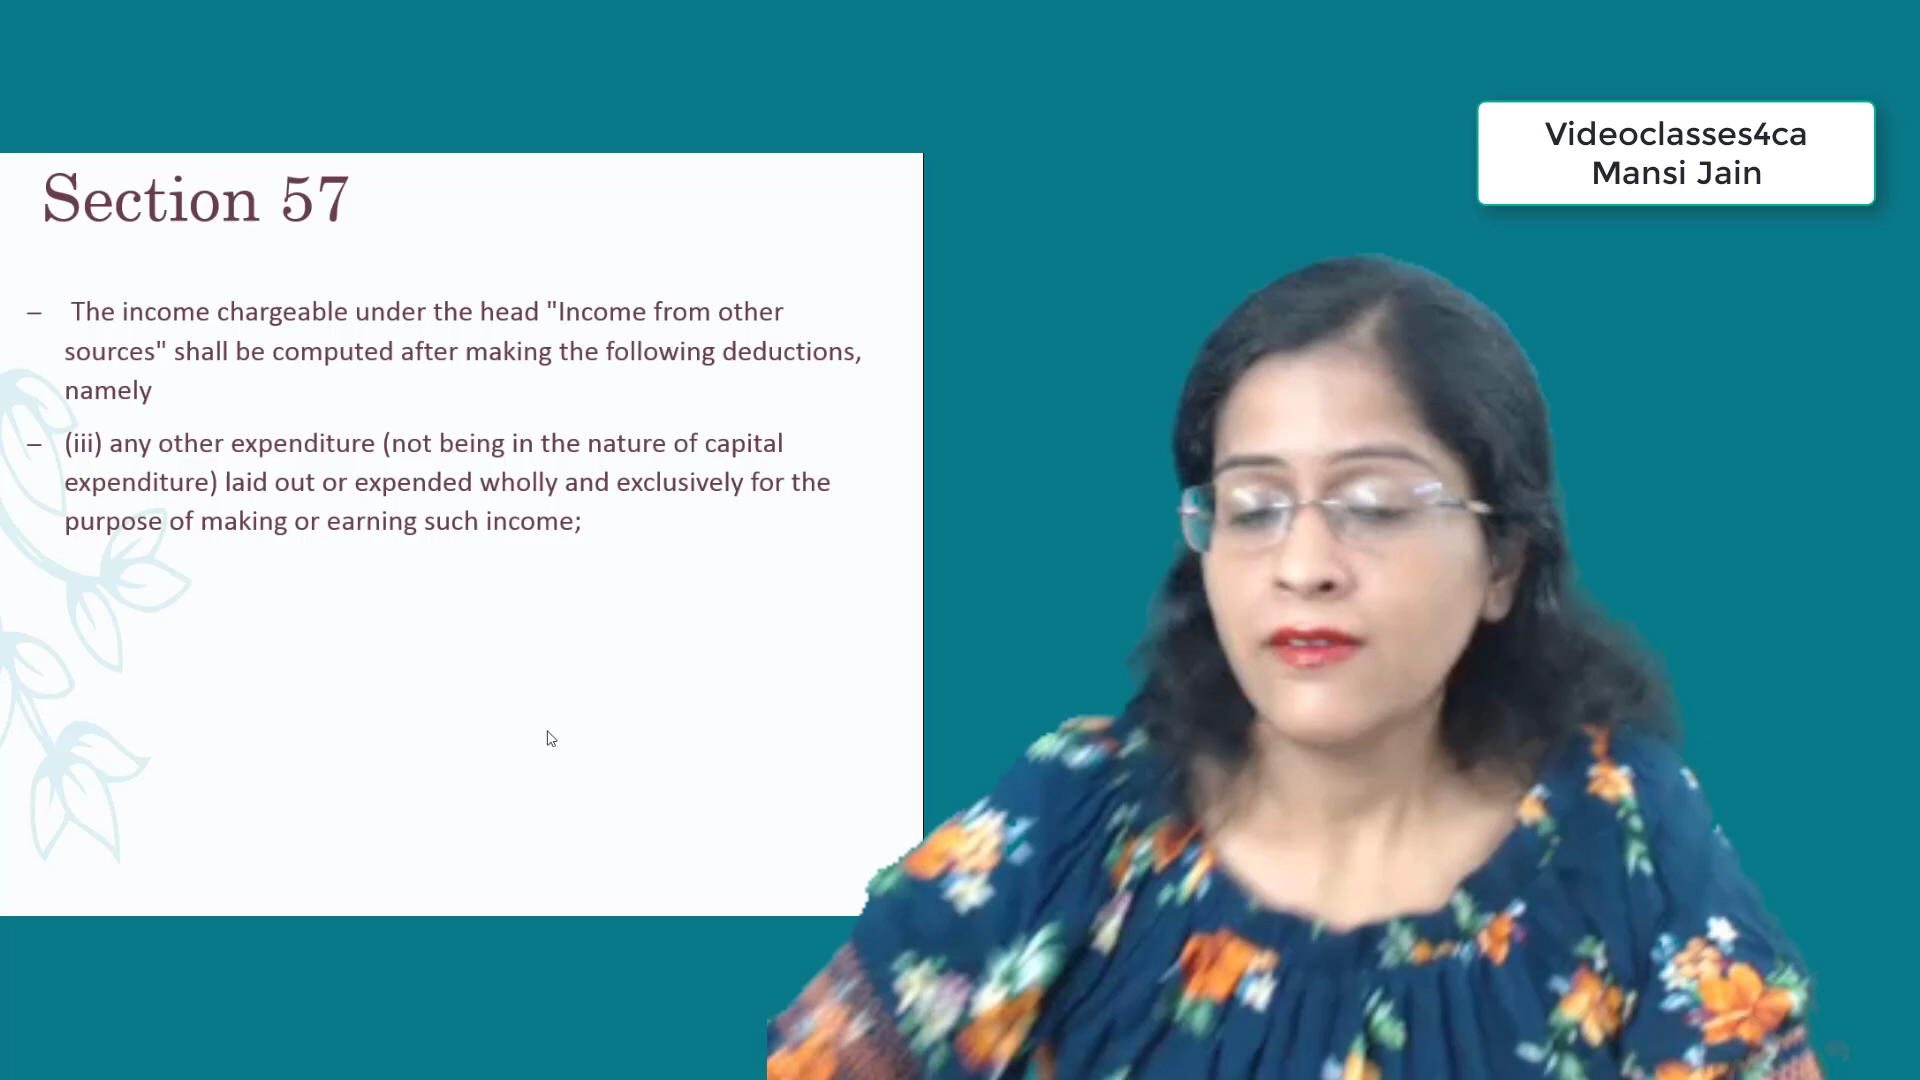 Videoclasses4ca
Mansi Jain
Section 57
– The income chargeable under the head "Income from other
sources" shall be computed after making the following deductions,
namely
– (iii) any other expenditure (not being in the nature of capital
expenditure) laid out or expended wholly and exclusively for the
purpose of making or earning such income;